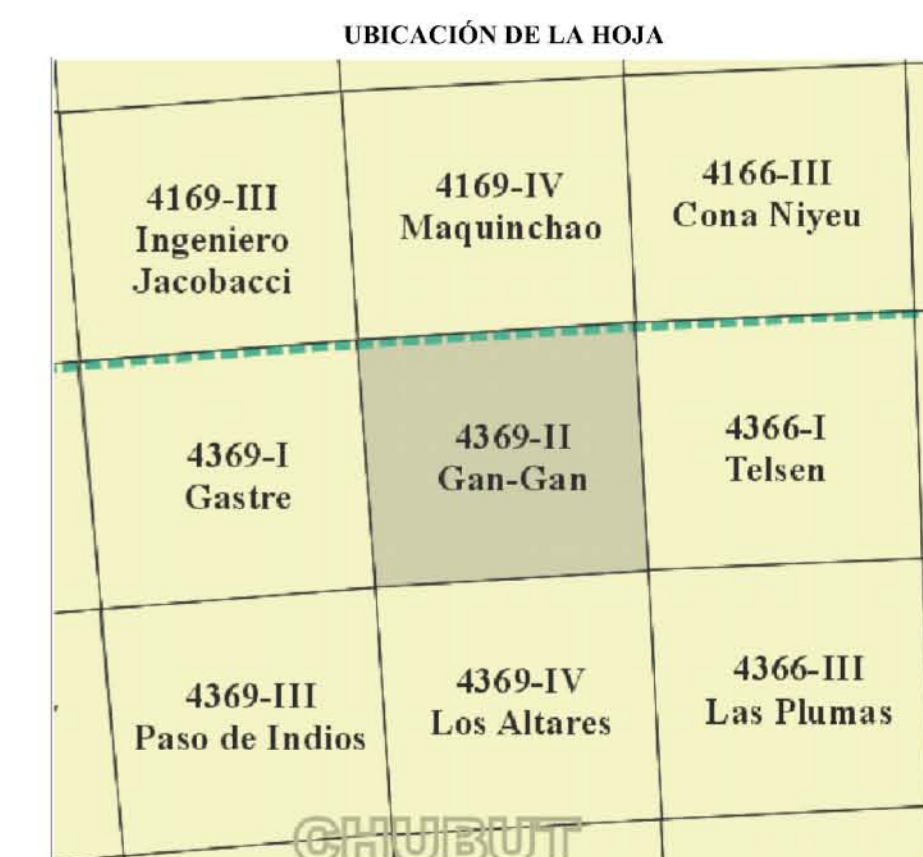 UBICACIÓN DE LA HOJA
4169-III
Ingeniero
Jacobacci
4169-IV
Maquinchao
4166-III
Cona Niyeu
4369-I
Gastre
4369-II
Gan-Gan
4366-I
Telsen
4369-III
Paso de Indios
4369-IV
Los Altares
4366-III
Las Plumas
CHUBUT